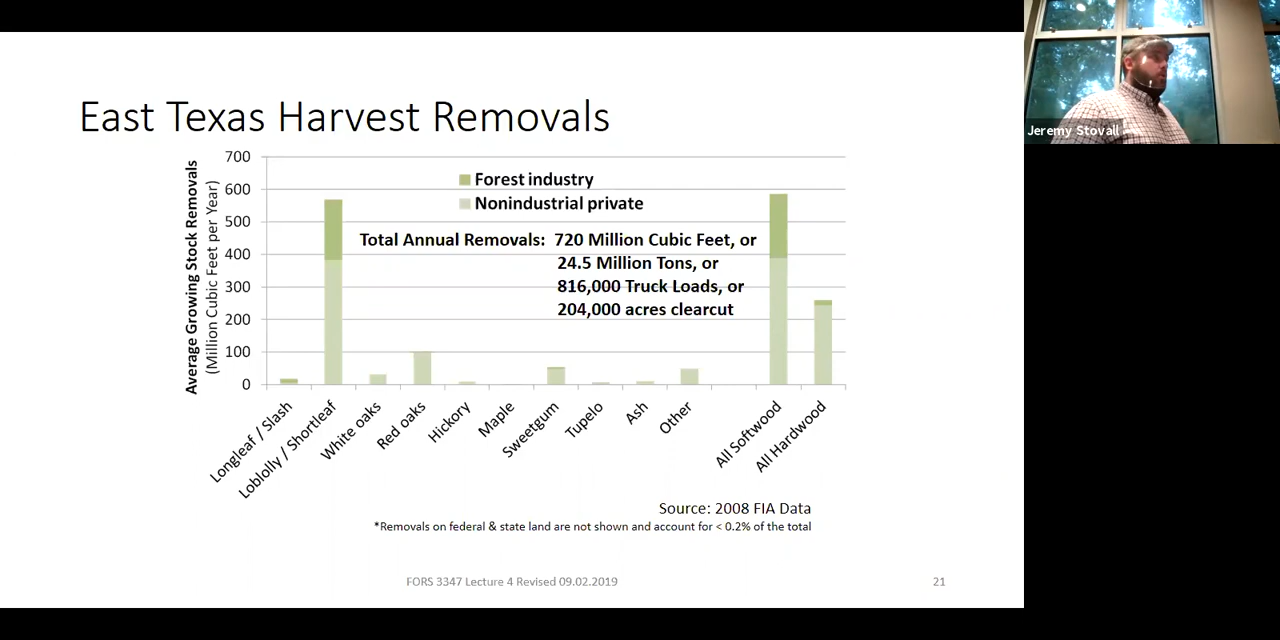 East Texas Harvest Removals
Average Growing Stock Removals
(Million Cubic Feet per Year)
700
600
500
400
300
200
100
0
Forest industry
Nonindustrial private
Total Annual Removals: 720 Million Cubic Feet, or
24.5 Million Tons, or
816,000 Truck Loads, or
204,000 acres clearcut
Longleaf / Slash
Loblolly / Shortleaf
White oaks
Red oaks
Hickory
Maple
Sweetgum
Tupelo
Ash
Other
All Softwood
All Hardwood
Source: 2008 FIA Data
*Removals on federal & state land are not shown and account for < 0.2% of the total
FORS 3347 Lecture 4 Revised 09.02.2019
21
Jeremy Stovall